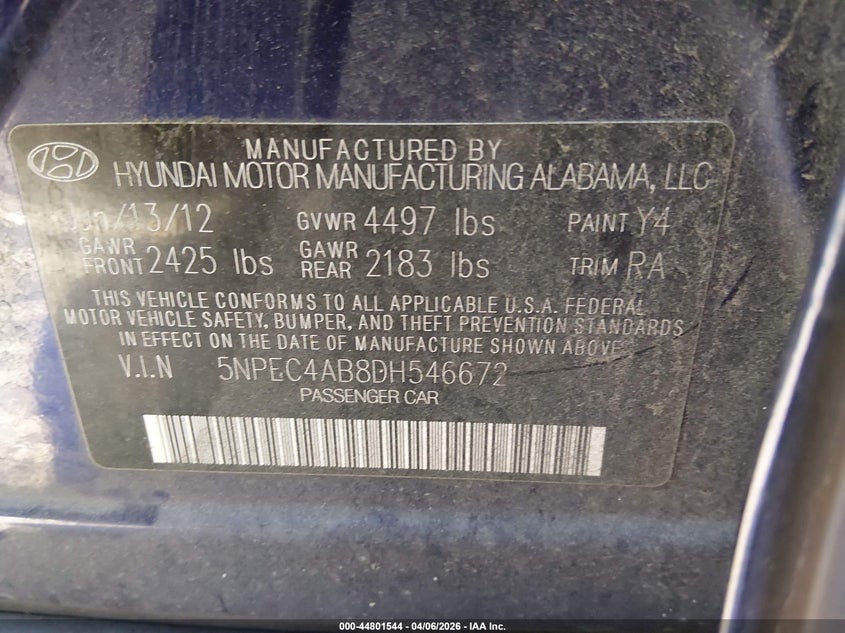 MANUFACTURED BY
HYUNDAI MOTOR MANUFACTURING ALABAMA, LLC
/13/12 GVWR 4497 lbs PAINT Y4
GAWR FRONT 2425 lbs GAWR REAR 2183 lbs TRIM RA
THIS VEHICLE CONFORMS TO ALL APPLICABLE U.S.A. FEDERAL
MOTOR VEHICLE SAFETY, BUMPER, AND THEFT PREVENTION STANDARDS
IN EFFECT ON THE DATE OF MANUFACTURE SHOWN ABOVE
V.I.N 5NPEC4AB8DH546672
PASSENGER CAR
000-44801544 | 04/06/2026 - IAA Inc.